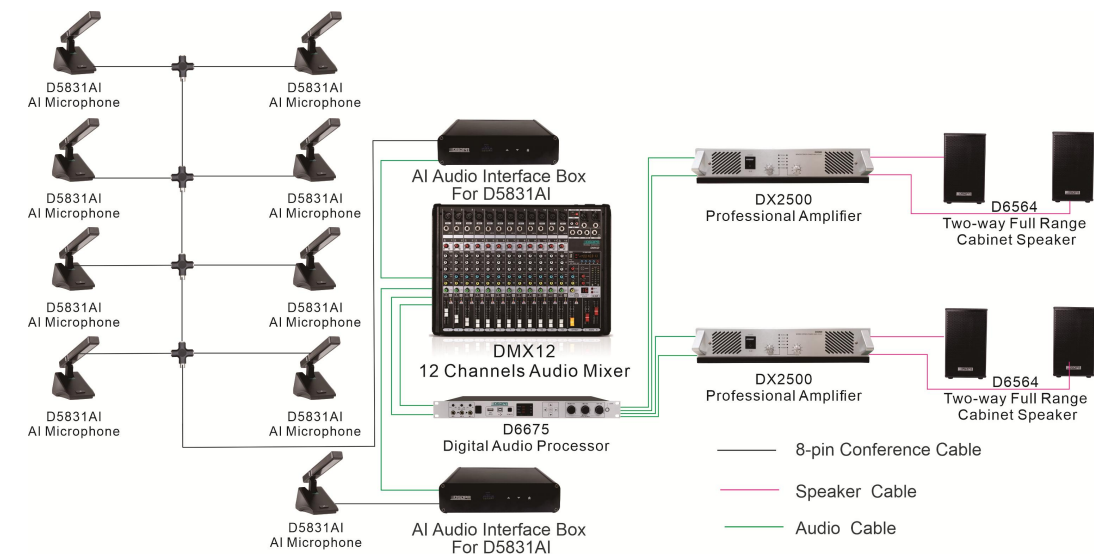 D5831AI
AI Microphone
D5831AI
AI Microphone
D5831AI
AI Microphone
D5831AI
AI Microphone
D5831AI
AI Microphone
D5831AI
AI Microphone
D5831AI
AI Microphone
D5831AI
AI Microphone
D5831AI
AI Microphone
AI Audio Interface Box
For D5831AI
DMX12
12 Channels Audio Mixer
D6675
Digital Audio Processor
AI Audio Interface Box
For D5831AI
DX2500
Professional Amplifier
D6564
Two-way Full Range
Cabinet Speaker
DX2500
Professional Amplifier
D6564
Two-way Full Range
Cabinet Speaker
8-pin Conference Cable
Speaker Cable
Audio Cable